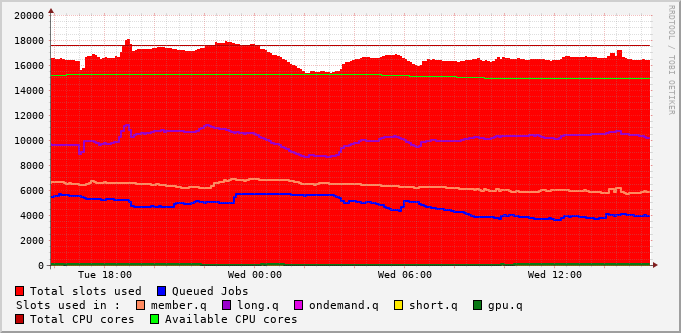 20000
18000
16000
14000
12000
10000
8000
6000
4000
2000
0
Tue 18:00 Wed 00:00 Wed 06:00 Wed 12:00
RRDTOOL / TOBI OETIKER
Total slots used Queued Jobs
Slots used in : member.q long.q ondemand.q short.q gpu.q
Total CPU cores Available CPU cores